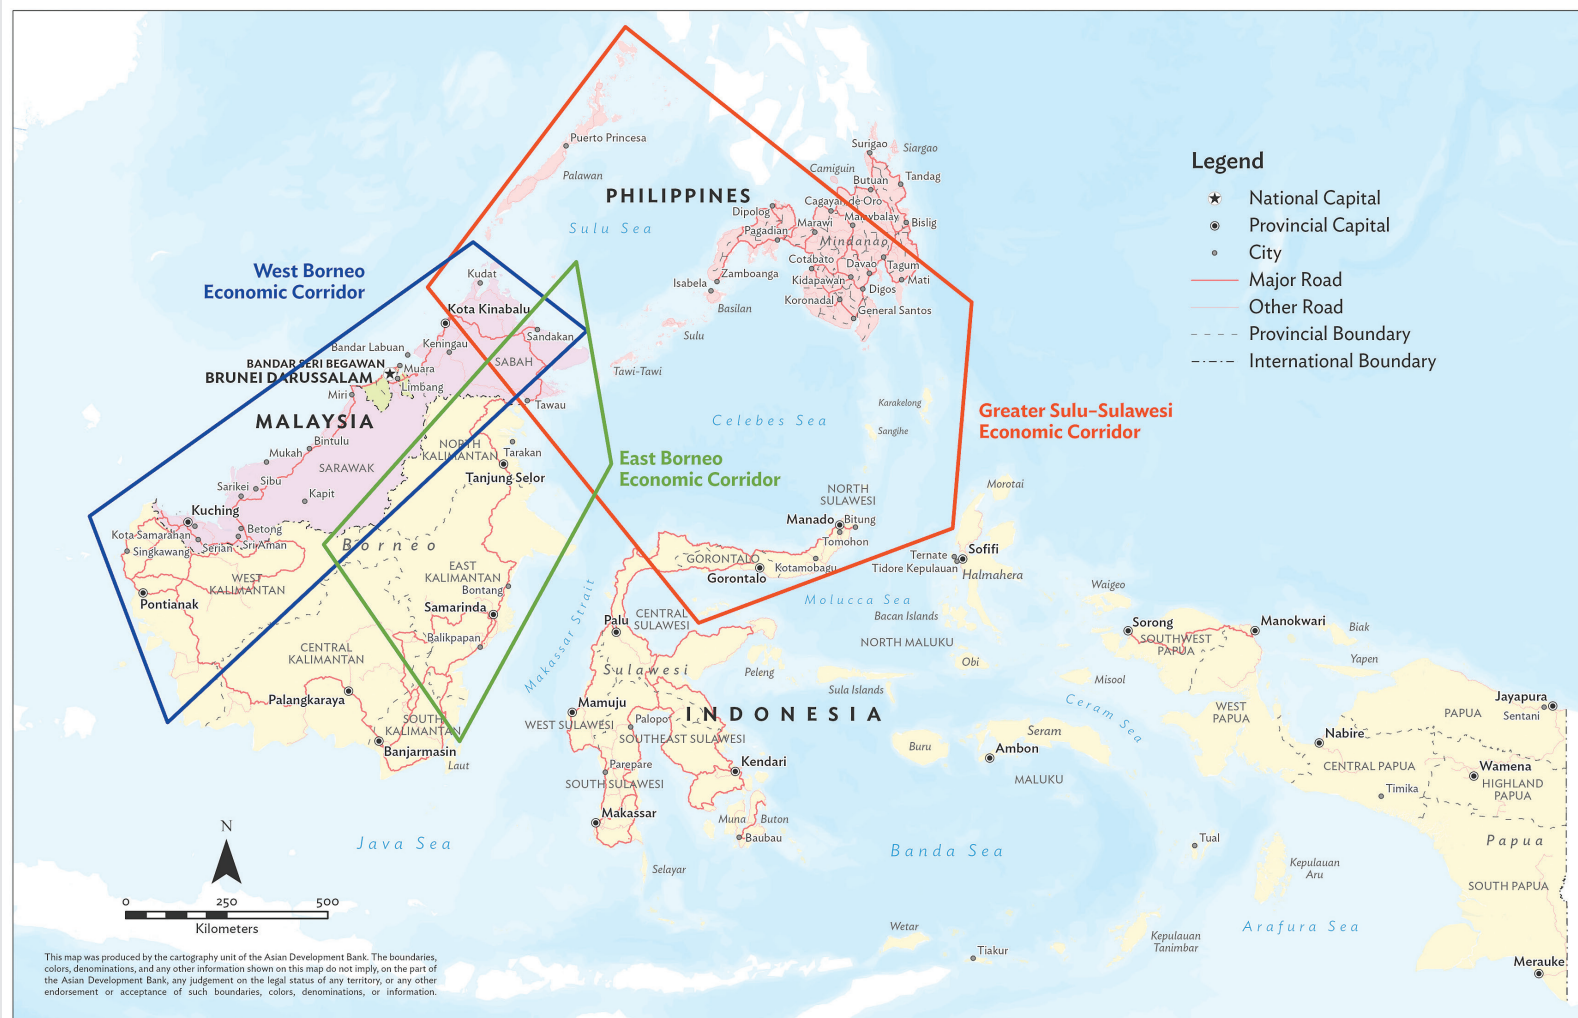 Puerto Princesa
Palawan
PHILIPPINES
Sulu Sea
Surigao
Siargao
Camiguin
Butuan
Tandag
Cagayan de Oro
Dipolog
Marawi
Malaybalay
Bislig
Pagadian
Mindanao
Cotabato
Davao
Tagum
Zamboanga
Isabela
Kidapawan
Mati
Digos
Koronadal
Basilan
General Santos
Sulu
Tawi-Tawi
Legend
National Capital
Provincial Capital
City
Major Road
Other Road
Provincial Boundary
International Boundary
West Borneo
Economic Corridor
Kudat
Kota Kinabalu
Sandakan
Bandar Labuan
Keningau
SABAH
BANDAR SERI BEGAWAN
Muara
BRUNEI DARUSSALAM
Limbang
Miri
Tawau
MALAYSIA
Celebes Sea
Karakelong
Sangihe
Greater Sulu–Sulawesi
Economic Corridor
Bintulu
NORTH
KALIMANTAN
Tarakan
Mukah
SARAWAK
Tanjung Selor
East Borneo
Economic Corridor
Sarikei
Sibu
Kapit
Morotai
NORTH
SULAWESI
Kuching
Manado
Bitung
Kota Samarahan
Betong
Tomohon
Singkawang
Serian
Sri Aman
Borneo
GORONTALO
Kotamobagu
Gorontalo
Ternate
Sofifi
Tidore Kepulauan
Halmahera
WEST
KALIMANTAN
EAST
KALIMANTAN
Bontang
Pontianak
Samarinda
Makassar Strait
Molucca Sea
Waigeo
CENTRAL
SULAWESI
Palu
Bacan Islands
NORTH MALUKU
Sorong
Manokwari
Biak
SOUTHWEST
PAPUA
Balikpapan
CENTRAL
KALIMANTAN
Sulawesi
Peleng
Obi
Yapen
Misool
Sula Islands
Palangkaraya
Mamuju
INDONESIA
Ceram Sea
WEST
PAPUA
PAPUA
Jayapura
Sentani
SOUTH
KALIMANTAN
WEST SULAWESI
Palopo
SOUTHEAST SULAWESI
Seram
Buru
Ambon
Nabire
Banjarmasin
Laut
Parepare
Kendari
SOUTH SULAWESI
MALUKU
CENTRAL PAPUA
Wamena
HIGHLAND
PAPUA
Timika
Makassar
Muna
Buton
Baubau
Tual
Papua
Java Sea
Banda Sea
Selayar
Kepulauan
Aru
SOUTH PAPUA
N
0
250
500
Kilometers
Wetar
Arafura Sea
Kepulauan
Tanimbar
Tiakur
Merauke
This map was produced by the cartography unit of the Asian Development Bank. The boundaries,
colors, denominations, and any other information shown on this map do not imply, on the part of
the Asian Development Bank, any judgement on the legal status of any territory, or any other
endorsement or acceptance of such boundaries, colors, denominations, or information.